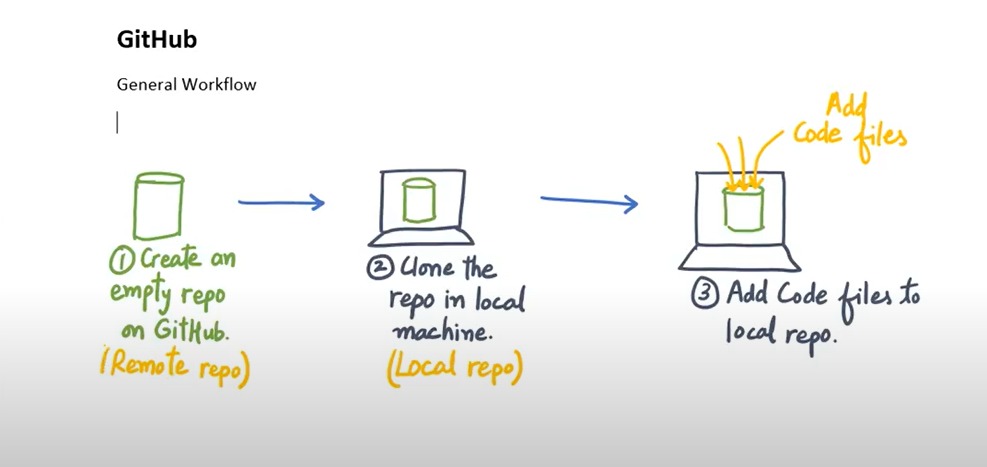 GitHub
General Workflow
Add
Code files
① Create an
empty repo
on GitHub.
(Remote repo)
② Clone the
repo in local
machine.
(Local repo)
③ Add Code files to
local repo.